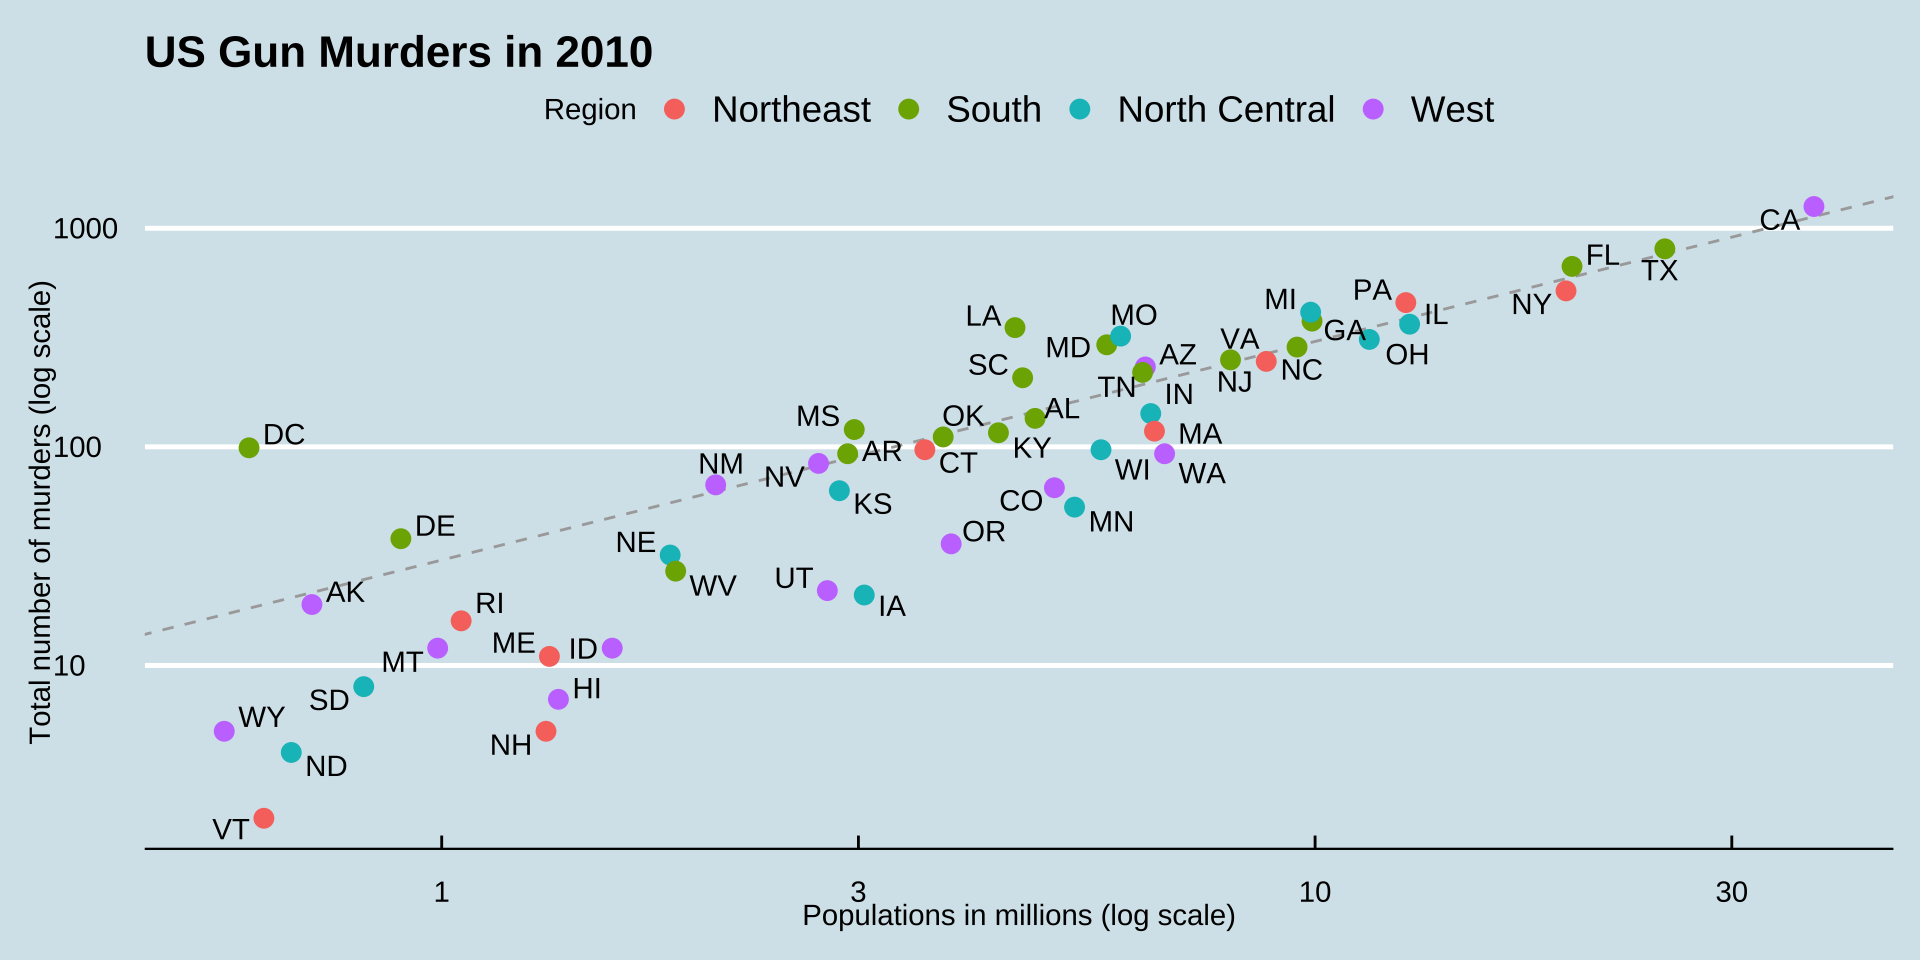 US Gun Murders in 2010
Region Northeast South North Central West
Total number of murders (log scale)
1000
100
10
CA
FL
TX
NY
PA
IL
MI
GA
OH
LA
MO
MD
VA
AZ
SC
NJ
NC
TN
IN
MS
OK
AL
DC
MA
AR
CT
KY
NM
NV
WI
WA
KS
CO
MN
DE
OR
NE
UT
WV
AK
RI
IA
ME
ID
MT
HI
SD
WY
NH
ND
VT
1
3
10
30
Populations in millions (log scale)